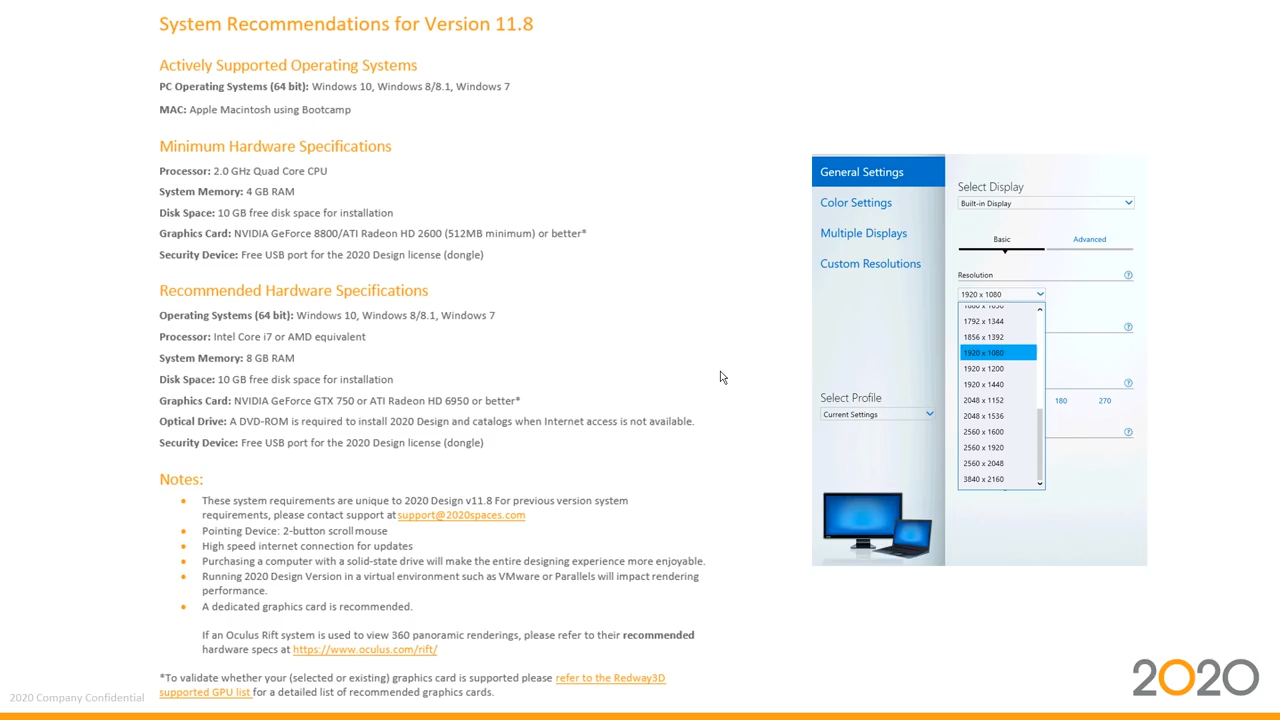 System Recommendations for Version 11.8
Actively Supported Operating Systems
PC Operating Systems (64 bit): Windows 10, Windows 8/8.1, Windows 7
MAC: Apple Macintosh using Bootcamp
Minimum Hardware Specifications
Processor: 2.0 GHz Quad Core CPU
System Memory: 4 GB RAM
Disk Space: 10 GB free disk space for installation
Graphics Card: NVIDIA GeForce 8800/ATI Radeon HD 2600 (512MB minimum) or better*
Security Device: Free USB port for the 2020 Design license (dongle)
Recommended Hardware Specifications
Operating Systems (64 bit): Windows 10, Windows 8/8.1, Windows 7
Processor: Intel Core i7 or AMD equivalent
System Memory: 8 GB RAM
Disk Space: 10 GB free disk space for installation
Graphics Card: NVIDIA GeForce GTX 750 or ATI Radeon HD 6950 or better*
Optical Drive: A DVD-ROM is required to install 2020 Design and catalogs when Internet access is not available.
Security Device: Free USB port for the 2020 Design license (dongle)
Notes:
• These system requirements are unique to 2020 Design v11.8 For previous version system
requirements, please contact support at support@2020spaces.com
• Pointing Device: 2-button scroll mouse
• High speed internet connection for updates
• Purchasing a computer with a solid-state drive will make the entire designing experience more enjoyable.
• Running 2020 Design Version in a virtual environment such as VMware or Parallels will impact rendering
performance.
• A dedicated graphics card is recommended.
If an Oculus Rift system is used to view 360 panoramic renderings, please refer to their recommended
hardware specs at https://www.oculus.com/rift/
*To validate whether your (selected or existing) graphics card is supported please refer to the Redway3D
supported GPU list for a detailed list of recommended graphics cards.
2020 Company Confidential
General Settings
Color Settings
Multiple Displays
Custom Resolutions
Select Profile
Current Settings
Select Display
Built-in Display
Basic Advanced
Resolution
1920 x 1080
1792 x 1344
1856 x 1392
1920 x 1080
1920 x 1200
1920 x 1440
2048 x 1152
2048 x 1536
2560 x 1600
2560 x 1920
2560 x 2048
3840 x 2160
180 270
2020